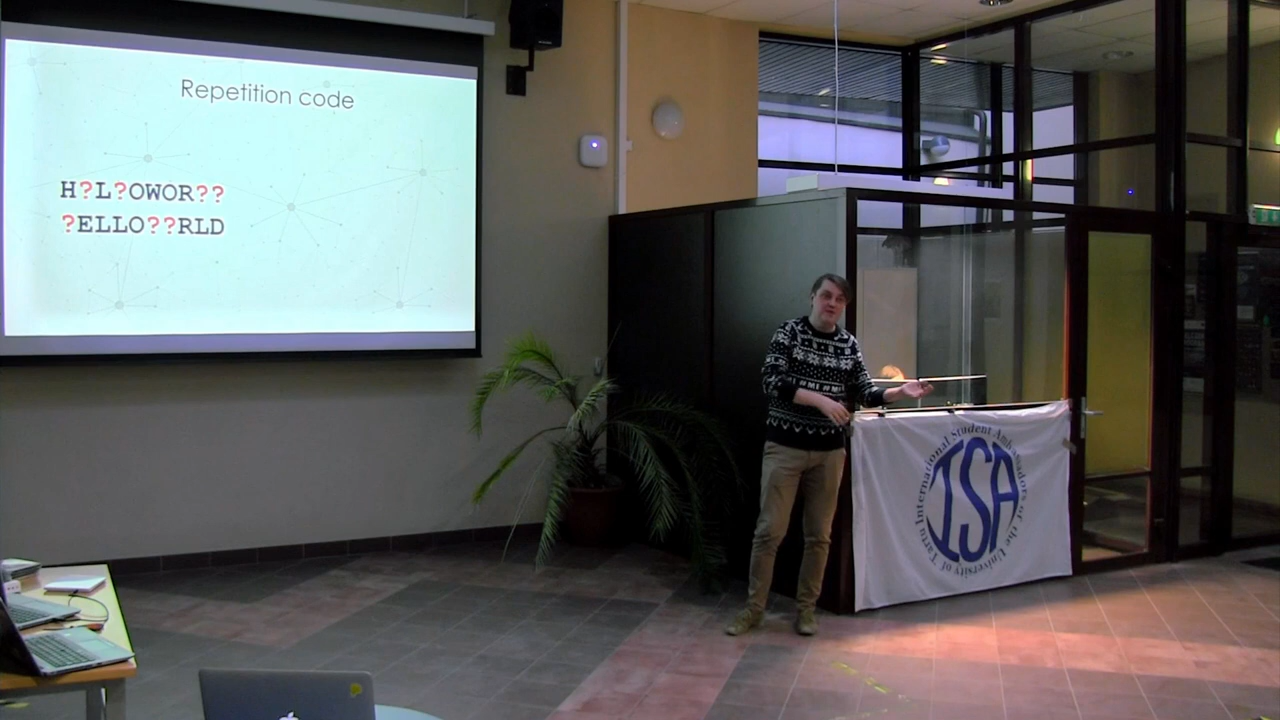 Repetition code
H?L?OWOR??
?ELLO??RLD
International Student Ambassadors of the University of Tartu
ISA